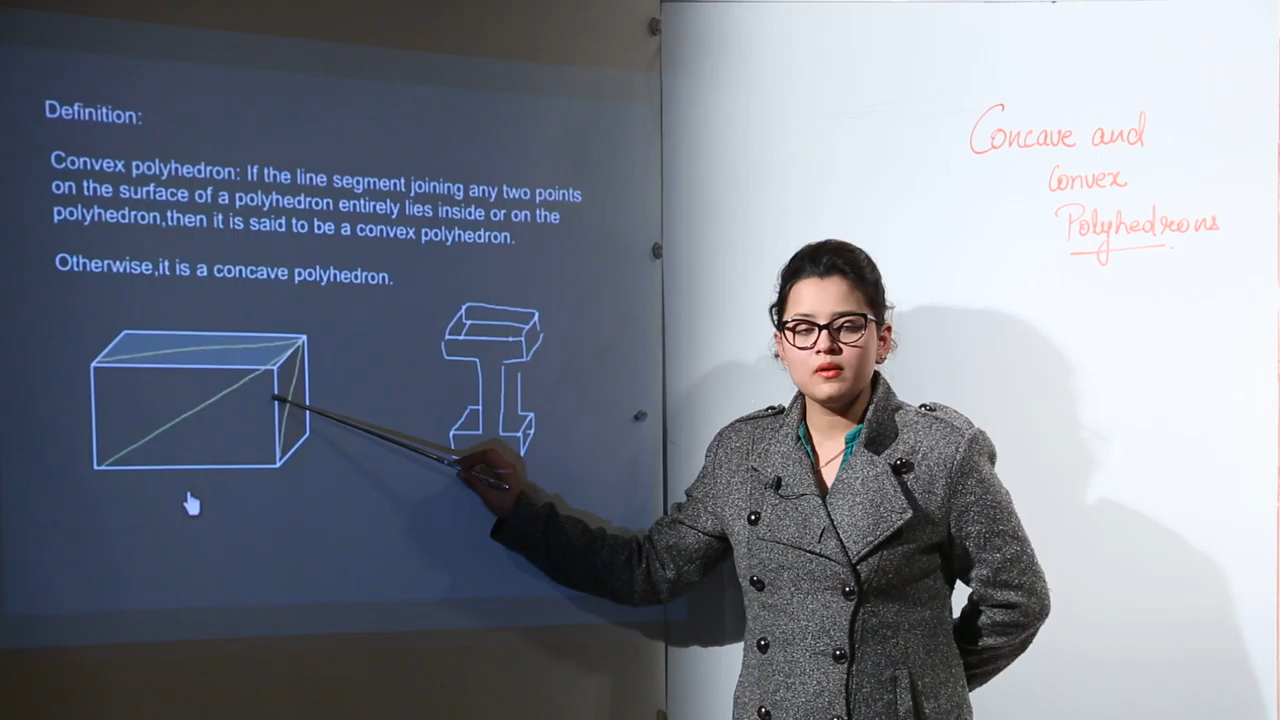 Definition:
Convex polyhedron: If the line segment joining any two points
on the surface of a polyhedron entirely lies inside or on the
polyhedron,then it is said to be a convex polyhedron.
Otherwise,it is a concave polyhedron.
Concave and
Convex
Polyhedrons